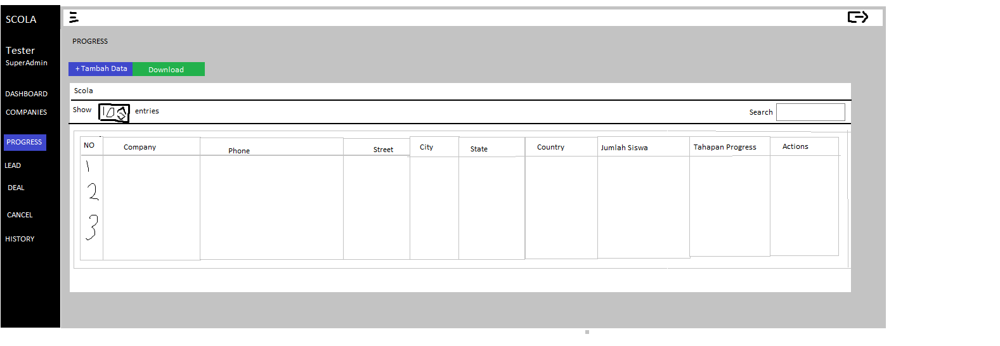 SCOLA
Tester
SuperAdmin
DASHBOARD
COMPANIES
PROGRESS
LEAD
DEAL
CANCEL
HISTORY
PROGRESS
+ Tambah Data
Download
Scola
Show 10 entries
Search
NO Company Phone Street City State Country Jumlah Siswa Tahapan Progress Actions
1
2
3